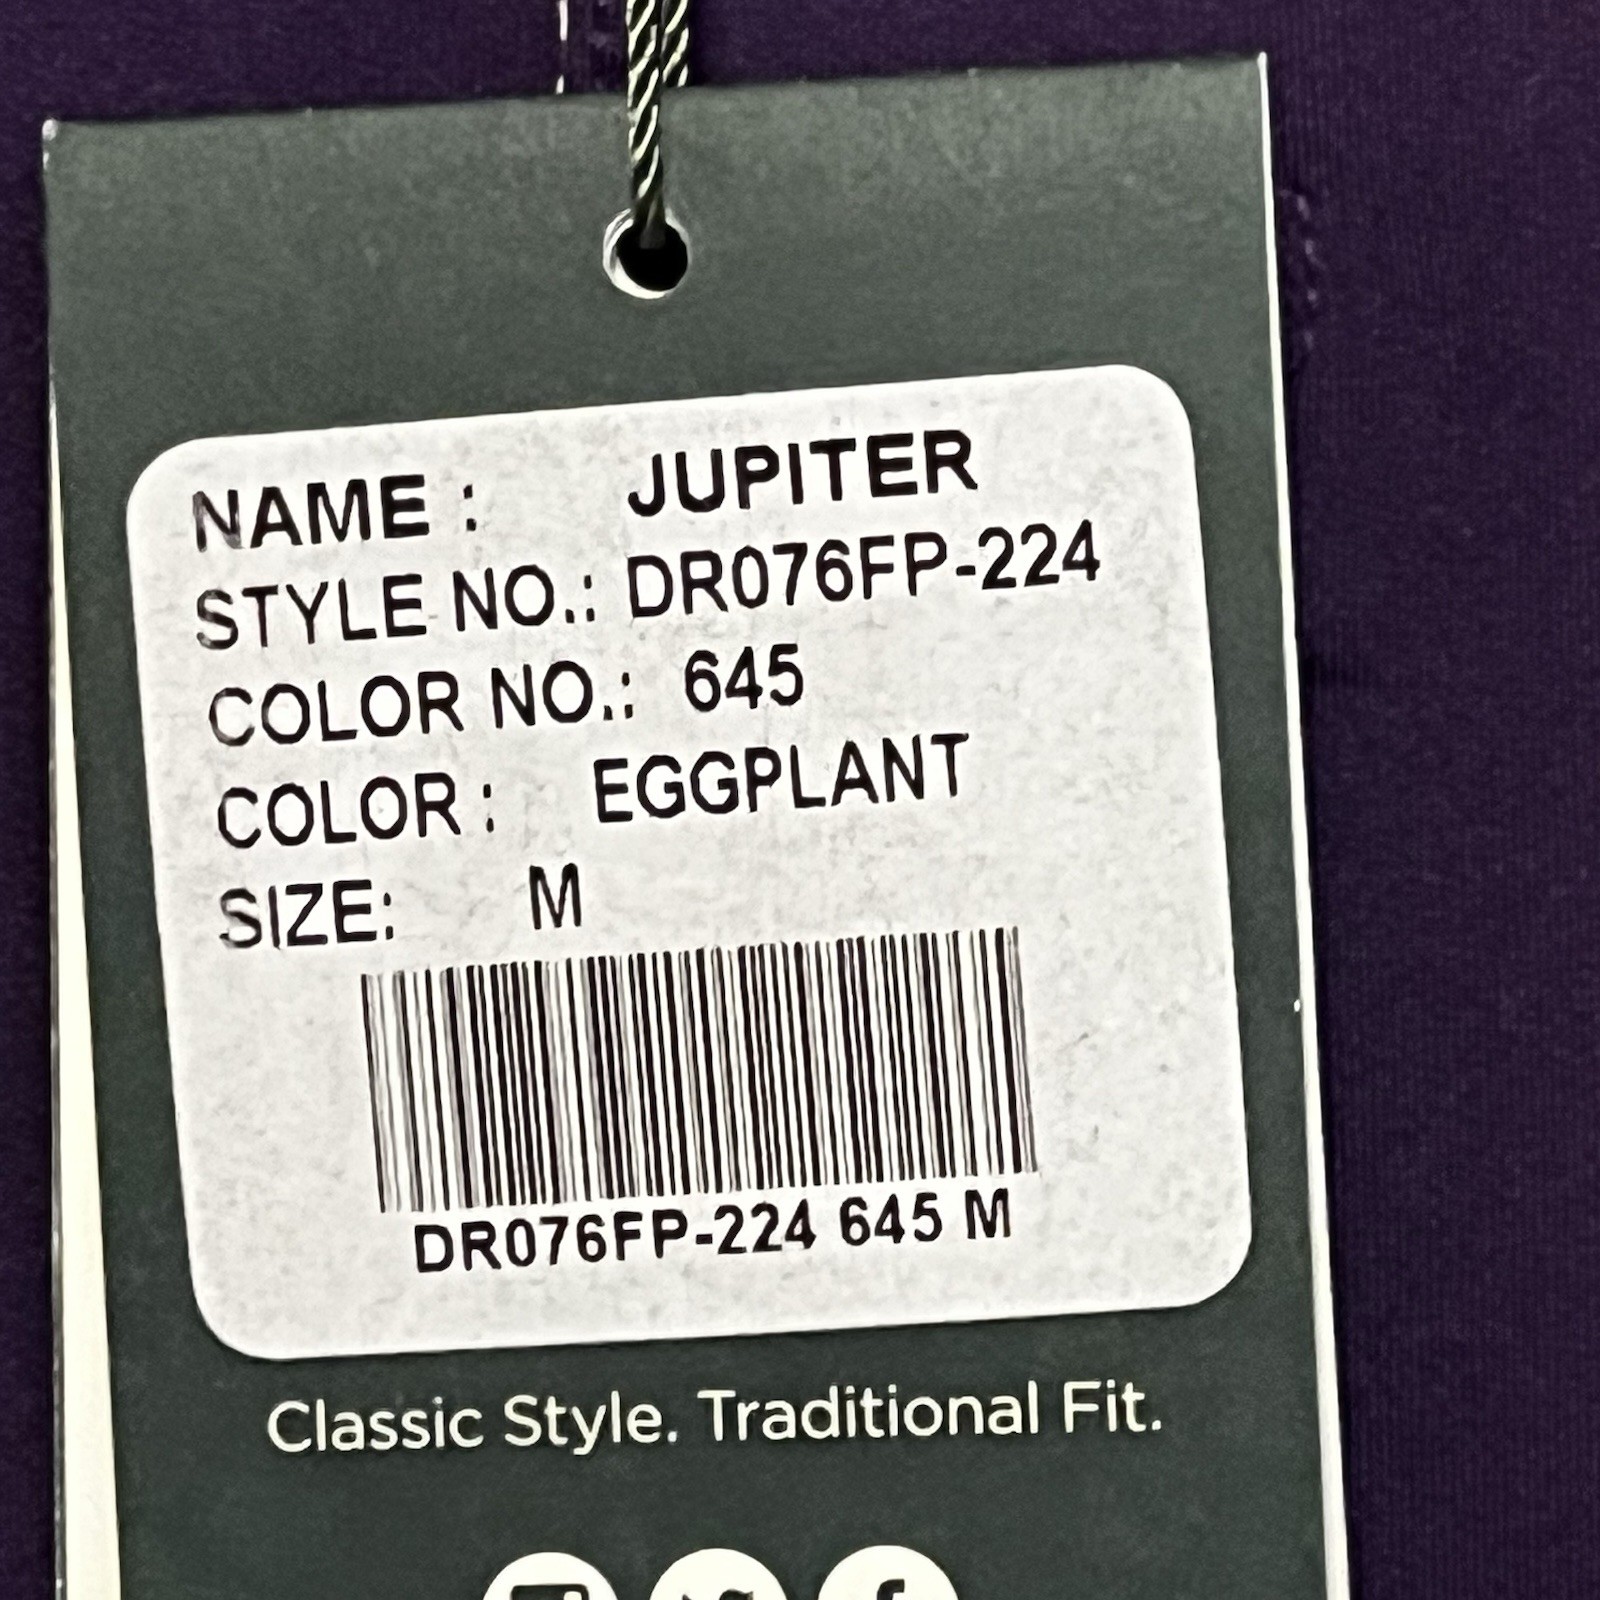 NAME : JUPITER
STYLE NO.: DR076FP-224
COLOR NO.: 645
COLOR : EGGPLANT
SIZE: M
DR076FP-224 645 M
Classic Style. Traditional Fit.